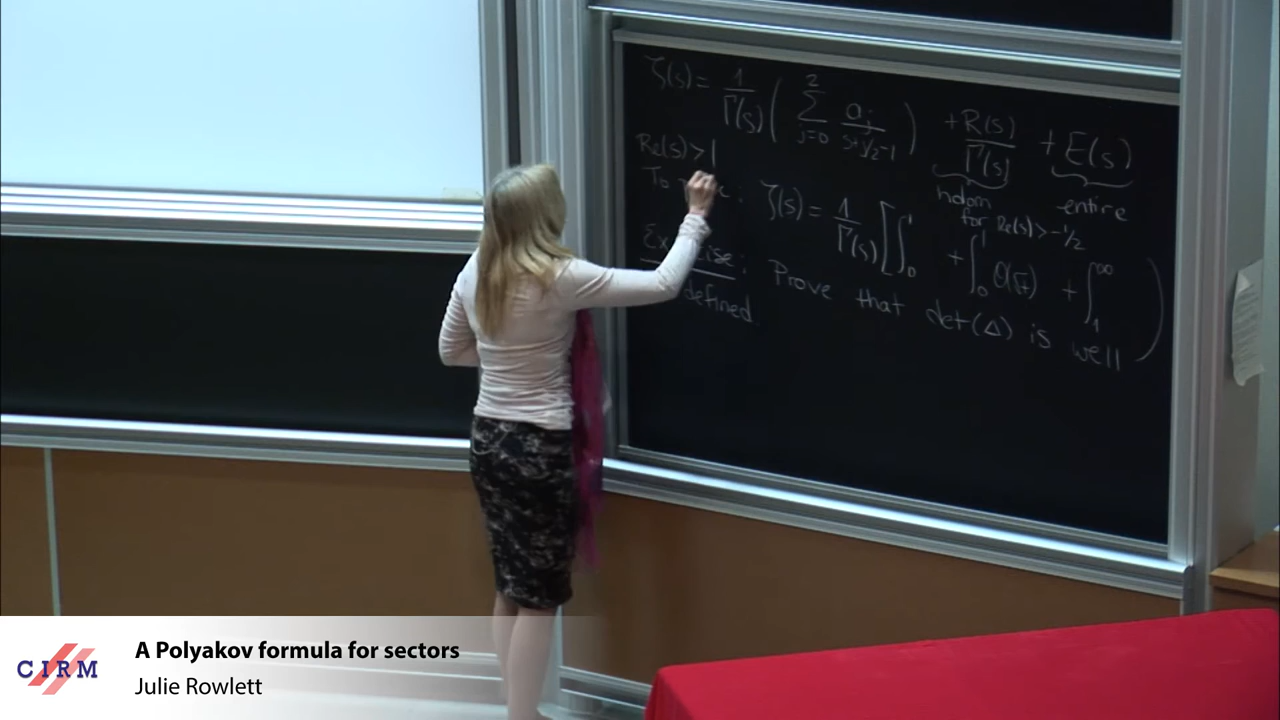 ζ(s) = 1/Γ(s) ( Σ_{j=0}^{2} a_j/(s+j/2-1) ) + R(s)/Γ(s) + E(s)
Re(s)>1
hdom for Re(s)>-1/2
entire
To : ζ(s) = 1/Γ(s) [ ∫_0^1 + ∫_0^1 O(√t) + ∫_1^∞ )
Prove that det(Δ) is well
defined
CIRM
A Polyakov formula for sectors
Julie Rowlett